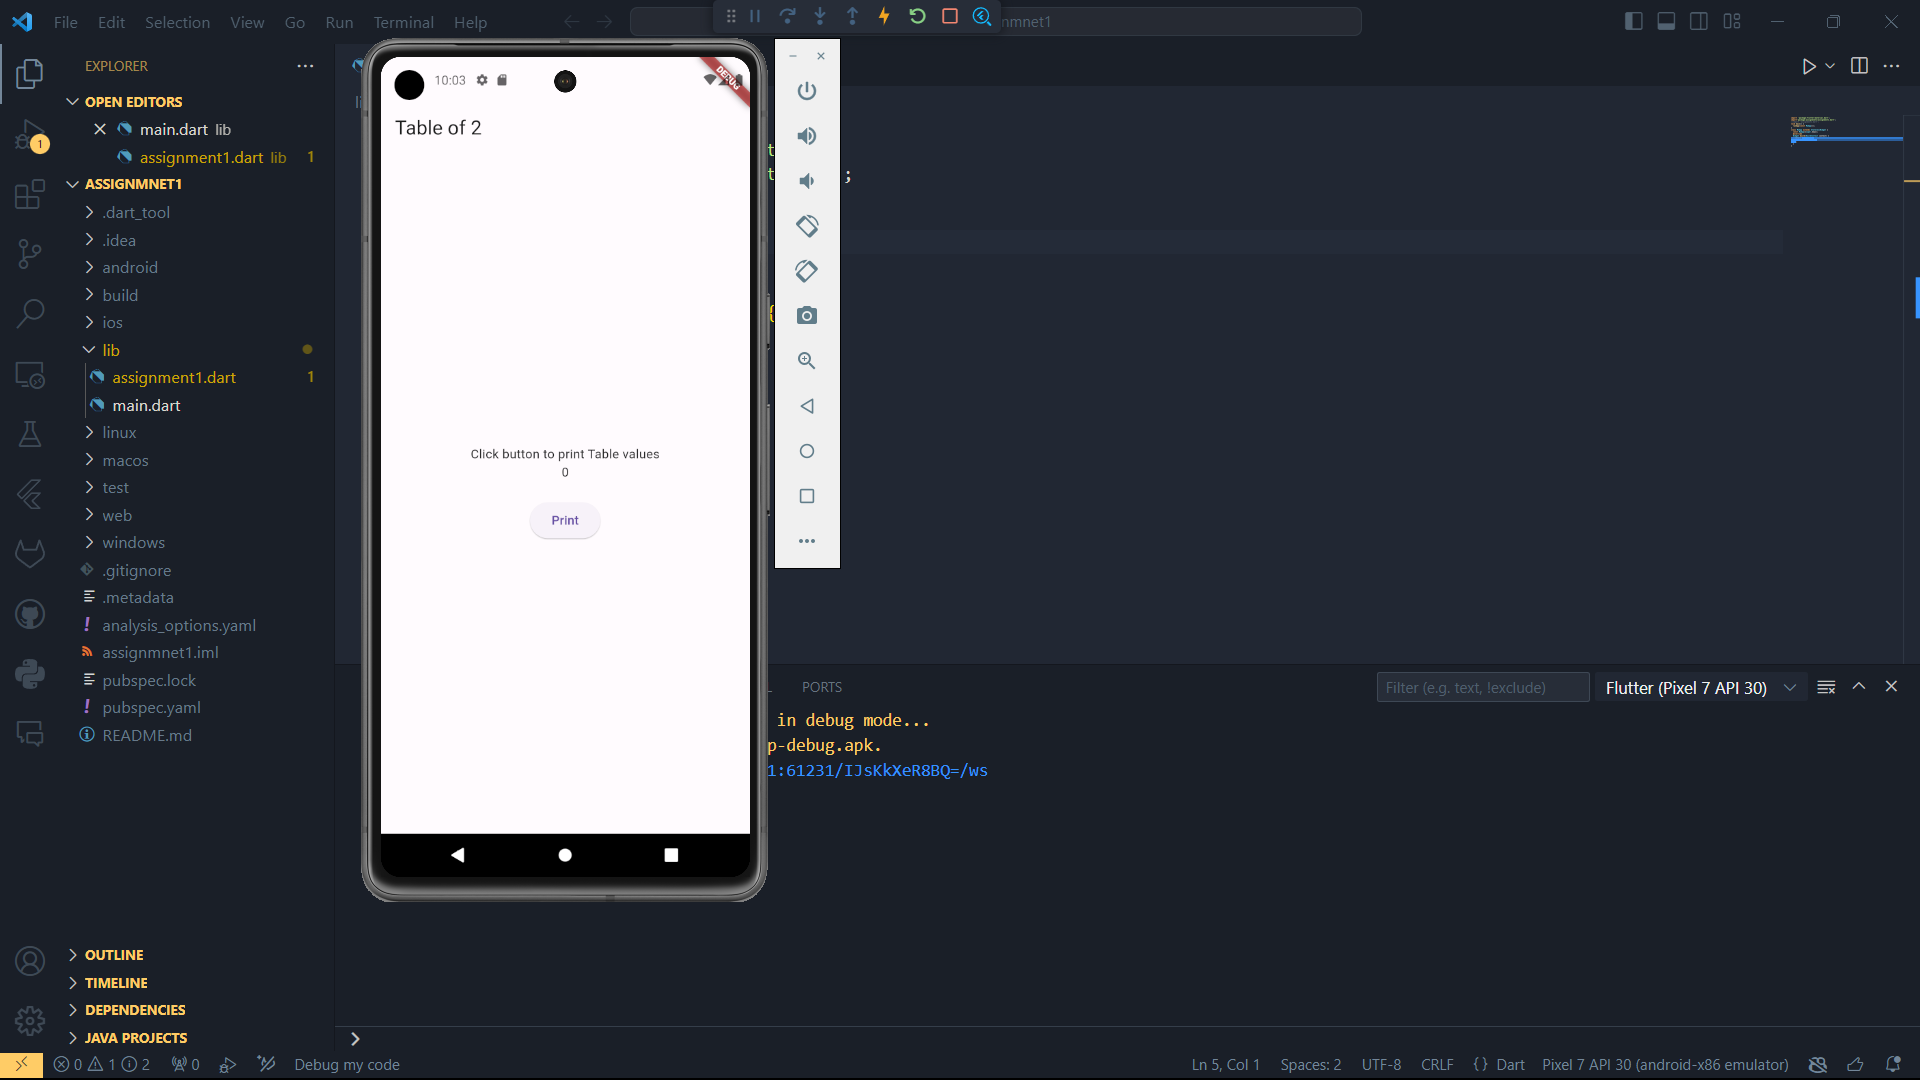 File Edit Selection View Go Run Terminal Help
nmnet1
EXPLORER
OPEN EDITORS
main.dart lib
assignment1.dart lib 1
ASSIGNMNET1
.dart_tool
.idea
android
build
ios
lib
assignment1.dart 1
main.dart
linux
macos
test
web
windows
.gitignore
.metadata
analysis_options.yaml
assignmnet1.iml
pubspec.lock
pubspec.yaml
README.md
OUTLINE
TIMELINE
DEPENDENCIES
JAVA PROJECTS
1
10:03
DEBUG
Table of 2
Click button to print Table values
0
Print
li
t
t ;
{
PORTS
Filter (e.g. text, !exclude)
Flutter (Pixel 7 API 30)
in debug mode...
p-debug.apk.
1:61231/IJsKkXeR8BQ=/ws
0 1 2 0 Debug my code
Ln 5, Col 1 Spaces: 2 UTF-8 CRLF {} Dart Pixel 7 API 30 (android-x86 emulator)